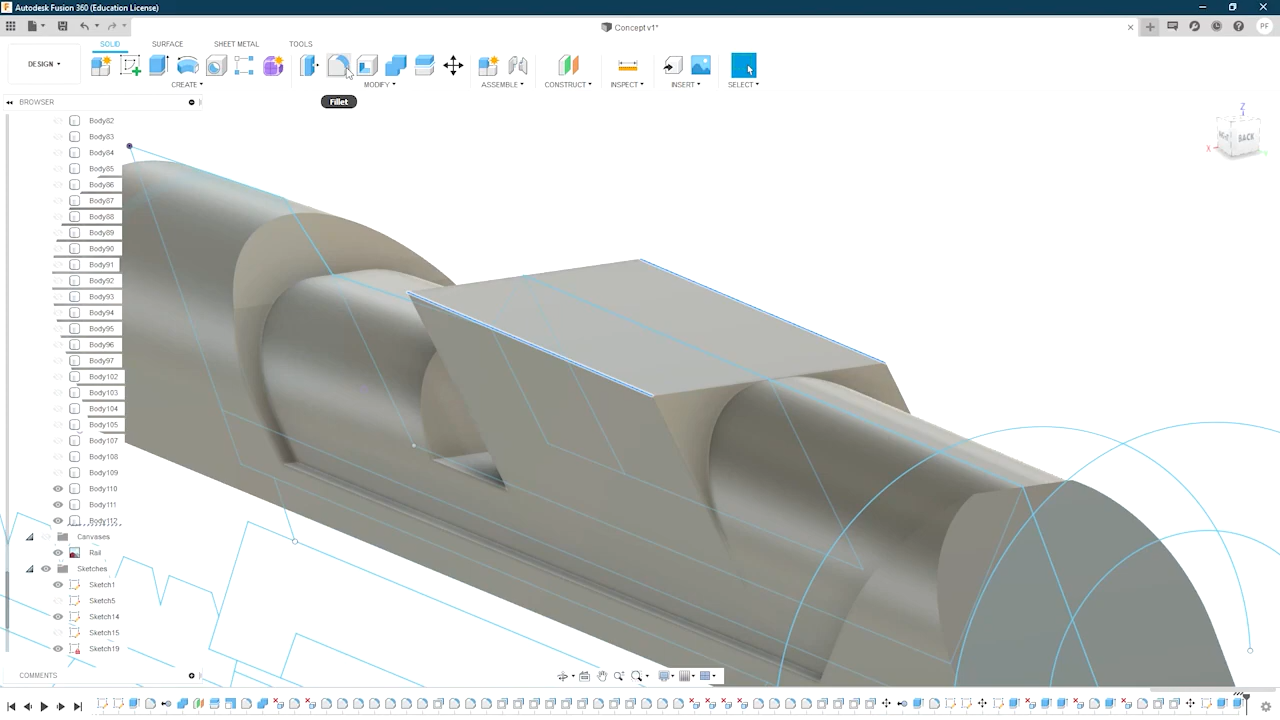 Autodesk Fusion 360 (Education License)
Concept v1*
PF
SOLID SURFACE SHEET METAL TOOLS
DESIGN
CREATE MODIFY ASSEMBLE CONSTRUCT INSPECT INSERT SELECT
Fillet
BROWSER
Z
BACK
X
Body82
Body83
Body84
Body85
Body86
Body87
Body88
Body89
Body90
Body91
Body92
Body93
Body94
Body95
Body96
Body97
Body102
Body103
Body104
Body105
Body107
Body108
Body109
Body110
Body111
Body112
Canvases
Rail
Sketches
Sketch1
Sketch5
Sketch14
Sketch15
Sketch19
COMMENTS